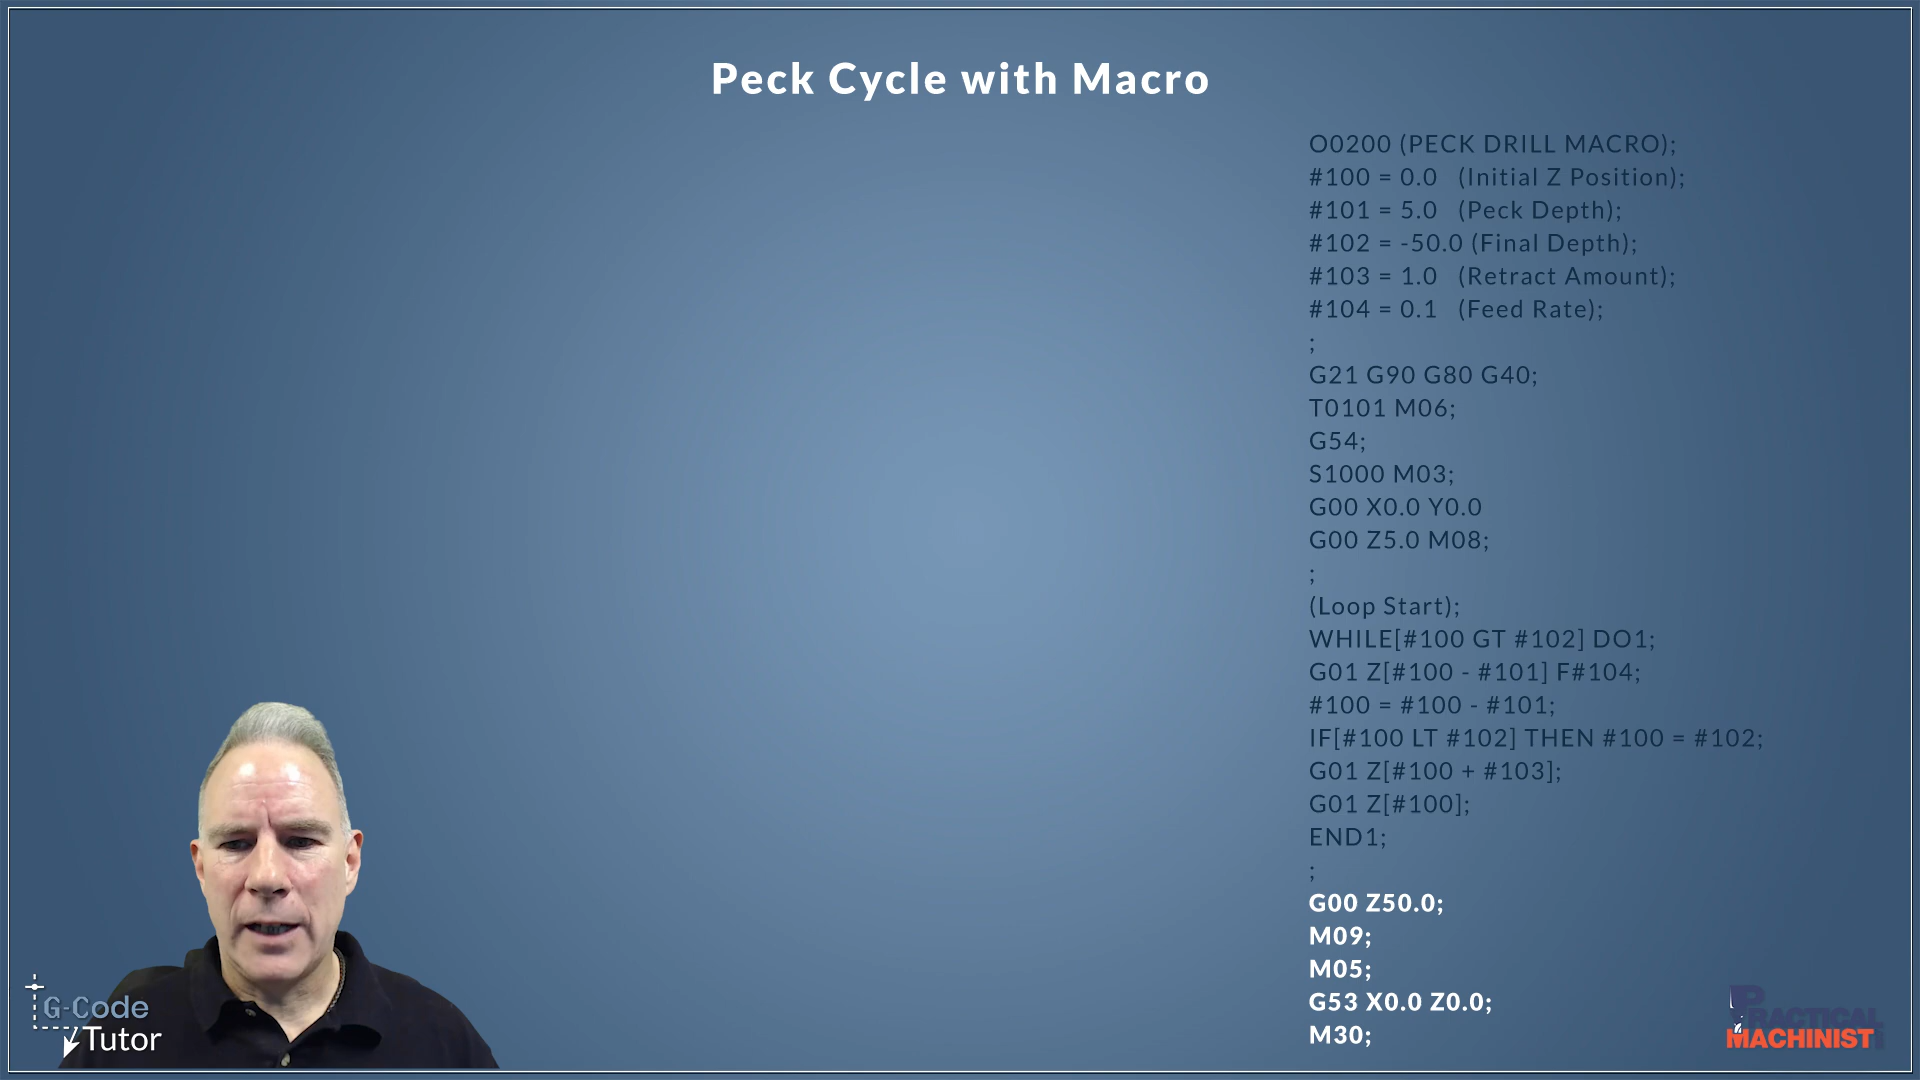 Peck Cycle with Macro
O0200 (PECK DRILL MACRO);
#100 = 0.0 (Initial Z Position);
#101 = 5.0 (Peck Depth);
#102 = -50.0 (Final Depth);
#103 = 1.0 (Retract Amount);
#104 = 0.1 (Feed Rate);
;
G21 G90 G80 G40;
T0101 M06;
G54;
S1000 M03;
G00 X0.0 Y0.0
G00 Z5.0 M08;
;
(Loop Start);
WHILE[#100 GT #102] DO1;
G01 Z[#100 - #101] F#104;
#100 = #100 - #101;
IF[#100 LT #102] THEN #100 = #102;
G01 Z[#100 + #103];
G01 Z[#100];
END1;
;
G00 Z50.0;
M09;
M05;
G53 X0.0 Z0.0;
M30;
G-Code
Tutor
PRACTICAL
MACHINIST